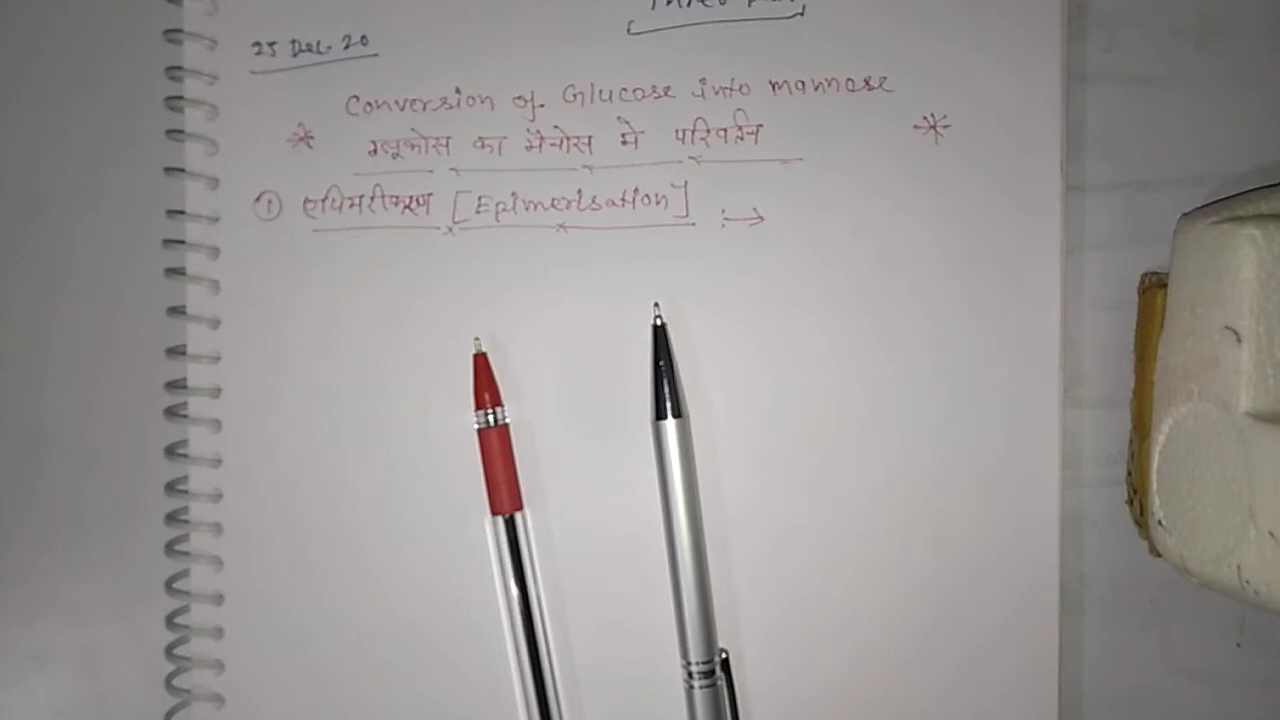 25 Dec. 20
Conversion of Glucose into mannose
ग्लूकोस का मैनोस मे परिवर्तन
① एपिमरीकरण [Epimerisation] :→